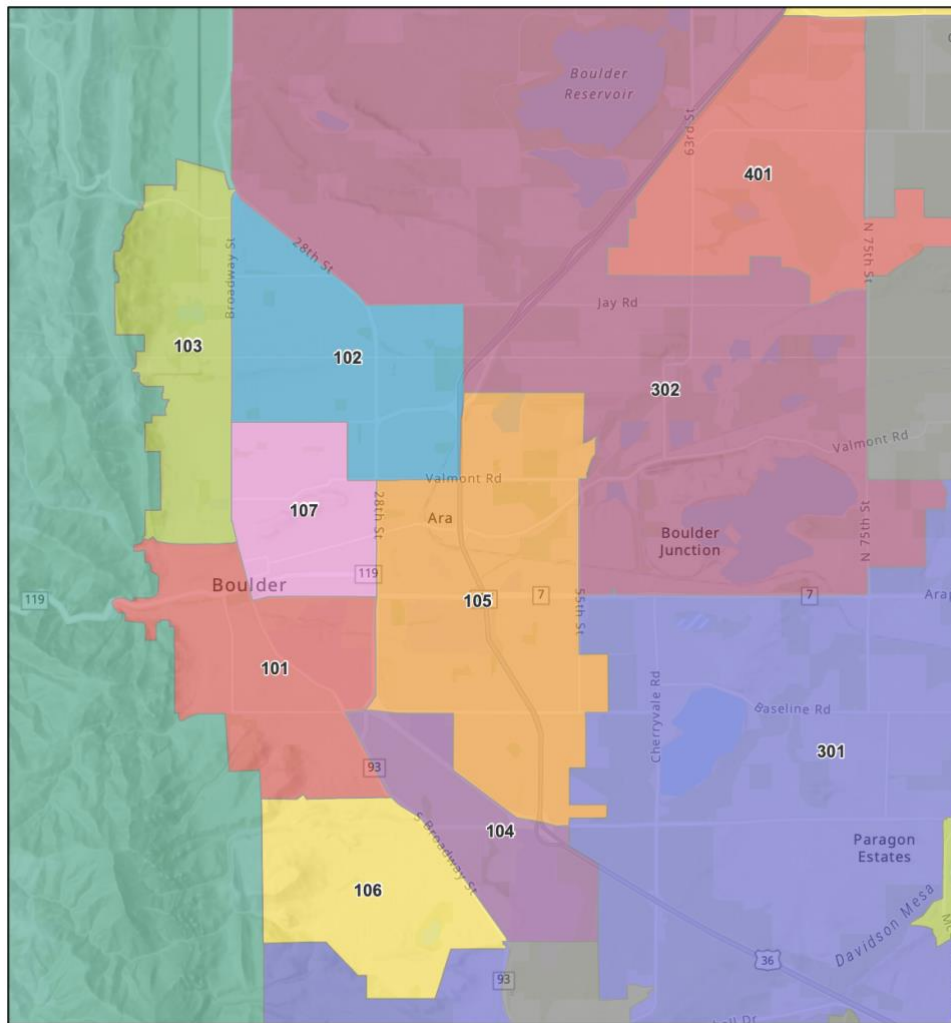 Boulder
Reservoir
63rd St
401
N 75th St
28th St
Broadway St
Jay Rd
103
102
302
Valmont Rd
Valmont Rd
107
28th St
Ara
Boulder
Junction
N 75th St
119
Boulder
119
105
7
55th St
7
Arap
101
Cherryvale Rd
Baseline Rd
93
301
S Broadway St
104
Paragon
Estates
106
Davidson Mesa
36
93